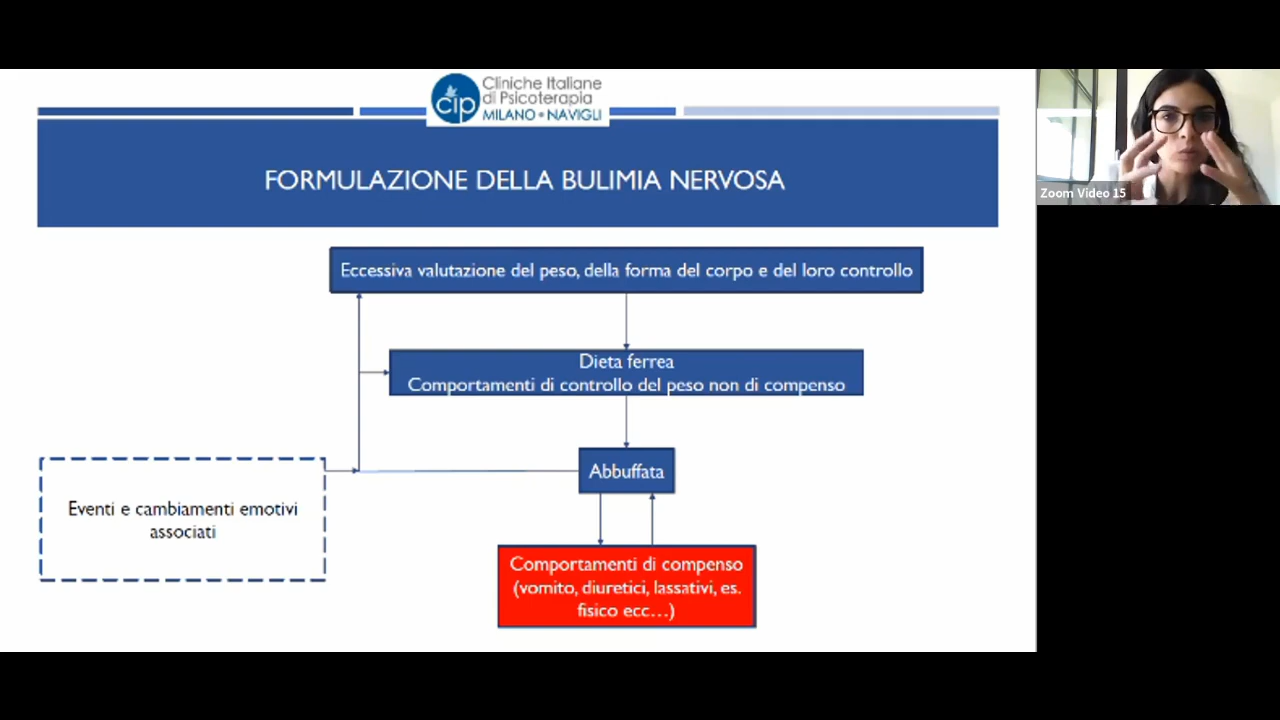 Cliniche Italiane
di Psicoterapia
cip
MILANO • NAVIGLI
FORMULAZIONE DELLA BULIMIA NERVOSA
Eccessiva valutazione del peso, della forma del corpo e del loro controllo
Dieta ferrea
Comportamenti di controllo del peso non di compenso
Abbuffata
Eventi e cambiamenti emotivi
associati
Comportamenti di compenso
(vomito, diuretici, lassativi, es.
fisico ecc…)
Zoom Video 15